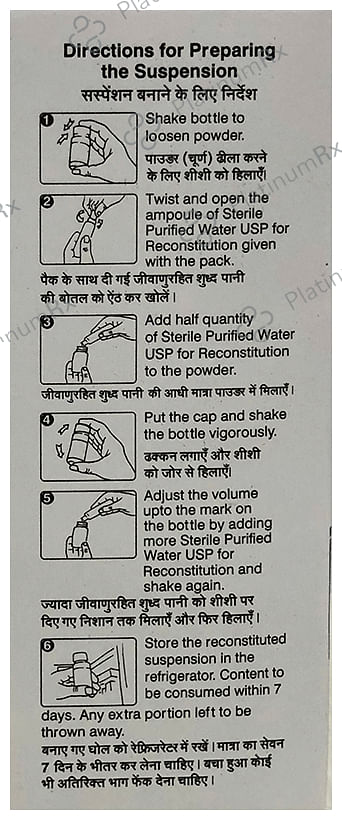 Directions for Preparing
the Suspension
सस्पेंशन बनाने के लिए निर्देश
1
Shake bottle to
loosen powder.
पाउडर (चूर्ण) ढीला करने
के लिए शीशी को हिलाएँ।
2
Twist and open the
ampoule of Sterile
Purified Water USP for
Reconstitution given
with the pack.
पैक के साथ दी गई जीवाणुरहित शुध्द पानी
की बोतल को ऐंठ कर खोलें।
3
Add half quantity
of Sterile Purified Water
USP for Reconstitution
to the powder.
जीवाणुरहित शुध्द पानी की आधी मात्रा पाउडर में मिलाएँ।
4
Put the cap and shake
the bottle vigorously.
ढक्कन लगाएँ और शीशी
को जोर से हिलाएँ।
5
Adjust the volume
upto the mark on
the bottle by adding
more Sterile Purified
Water USP for
Reconstitution and
shake again.
ज्यादा जीवाणुरहित शुध्द पानी को शीशी पर
दिए गए निशान तक मिलाएँ और फिर हिलाएँ।
6
Store the reconstituted
suspension in the
refrigerator. Content to
be consumed within 7
days. Any extra portion left to be
thrown away.
बनाए गए घोल को रेफ्रिजरेटर में रखें। मात्रा का सेवन
7 दिन के भीतर कर लेना चाहिए। बचा हुआ कोई
भी अतिरिक्त भाग फेंक देना चाहिए।
PlatinumRx